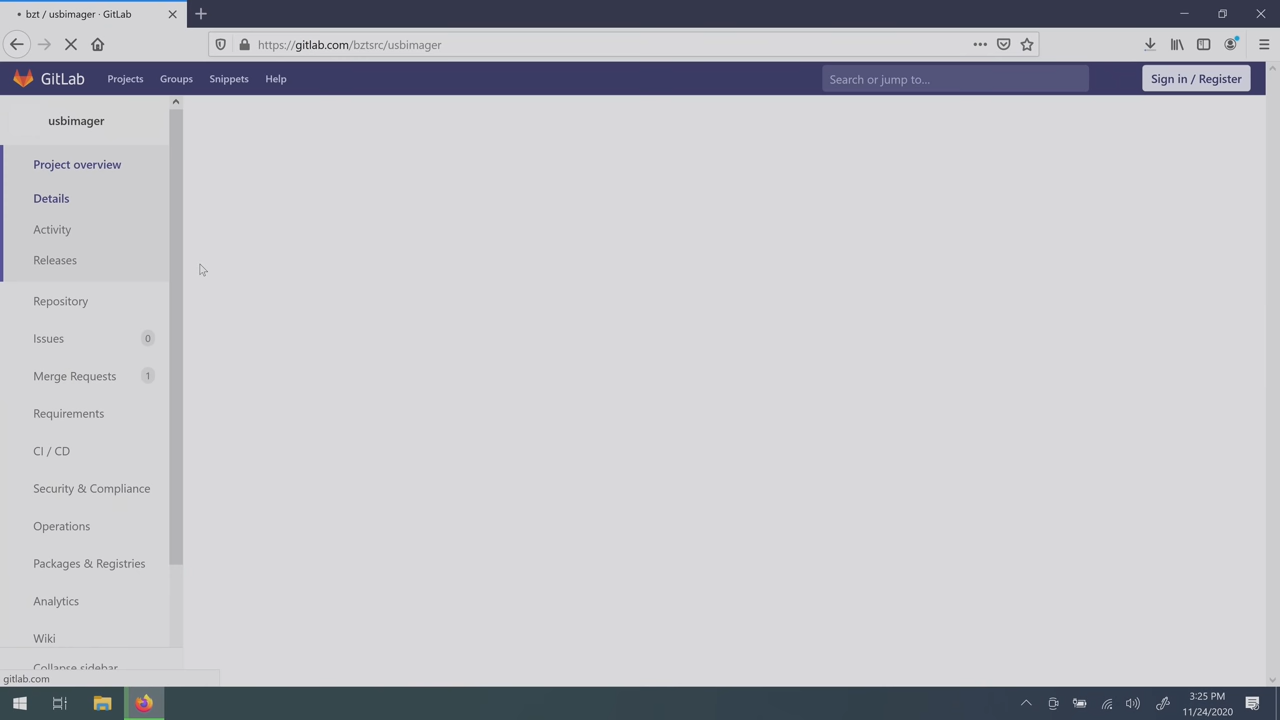 bzt / usbimager · GitLab
https://gitlab.com/bztsrc/usbimager
GitLab
Projects
Groups
Snippets
Help
Search or jump to...
Sign in / Register
usbimager
Project overview
Details
Activity
Releases
Repository
Issues 0
Merge Requests 1
Requirements
CI / CD
Security & Compliance
Operations
Packages & Registries
Analytics
Wiki
Collapse sidebar
gitlab.com
3:25 PM
11/24/2020